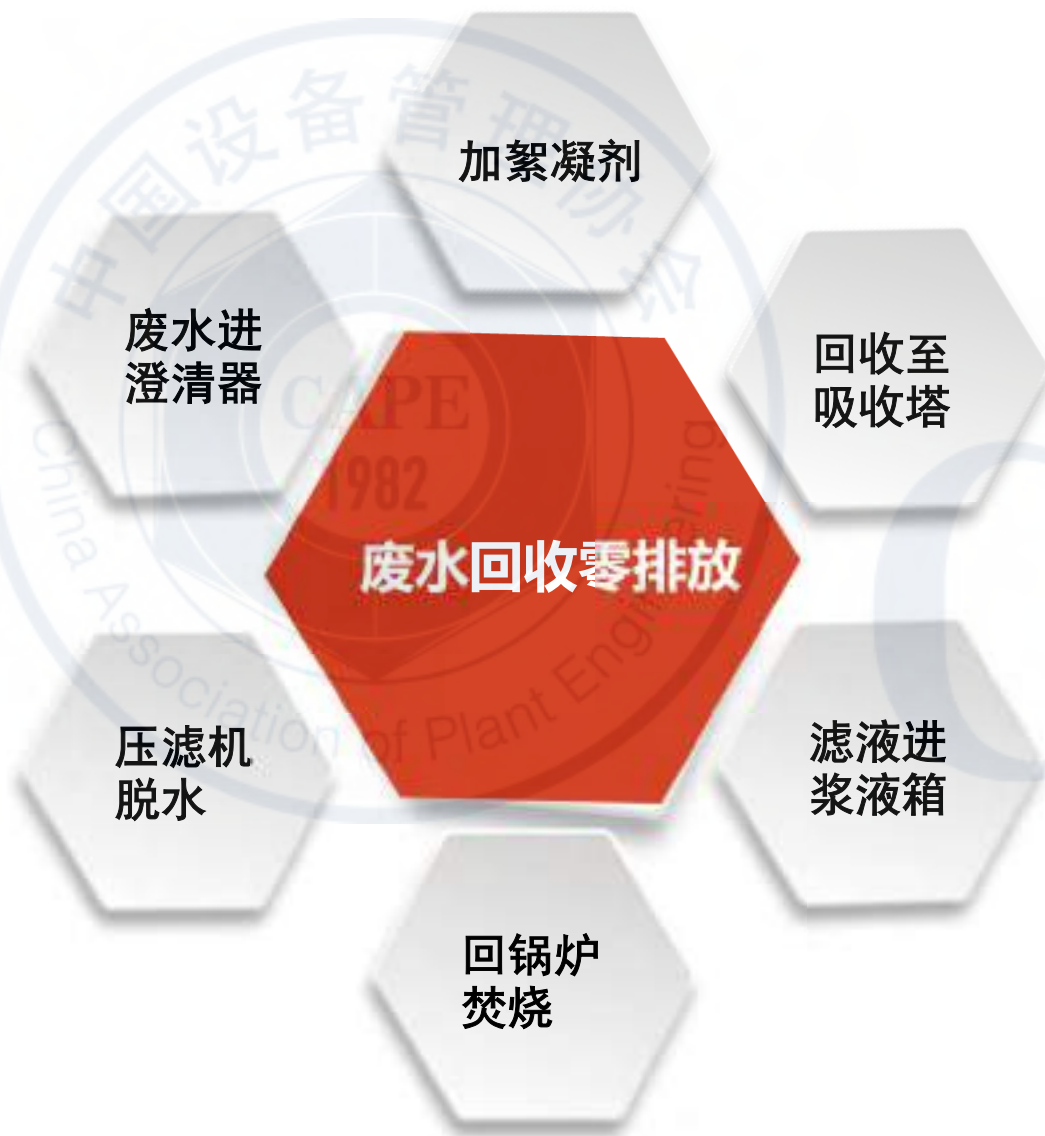 中国设备管理协会
加絮凝剂
废水进
澄清器
回收至
吸收塔
CAPE
1982
废水回收零排放
China Association of Plant Engineering
压滤机
脱水
滤液进
浆液箱
回锅炉
焚烧